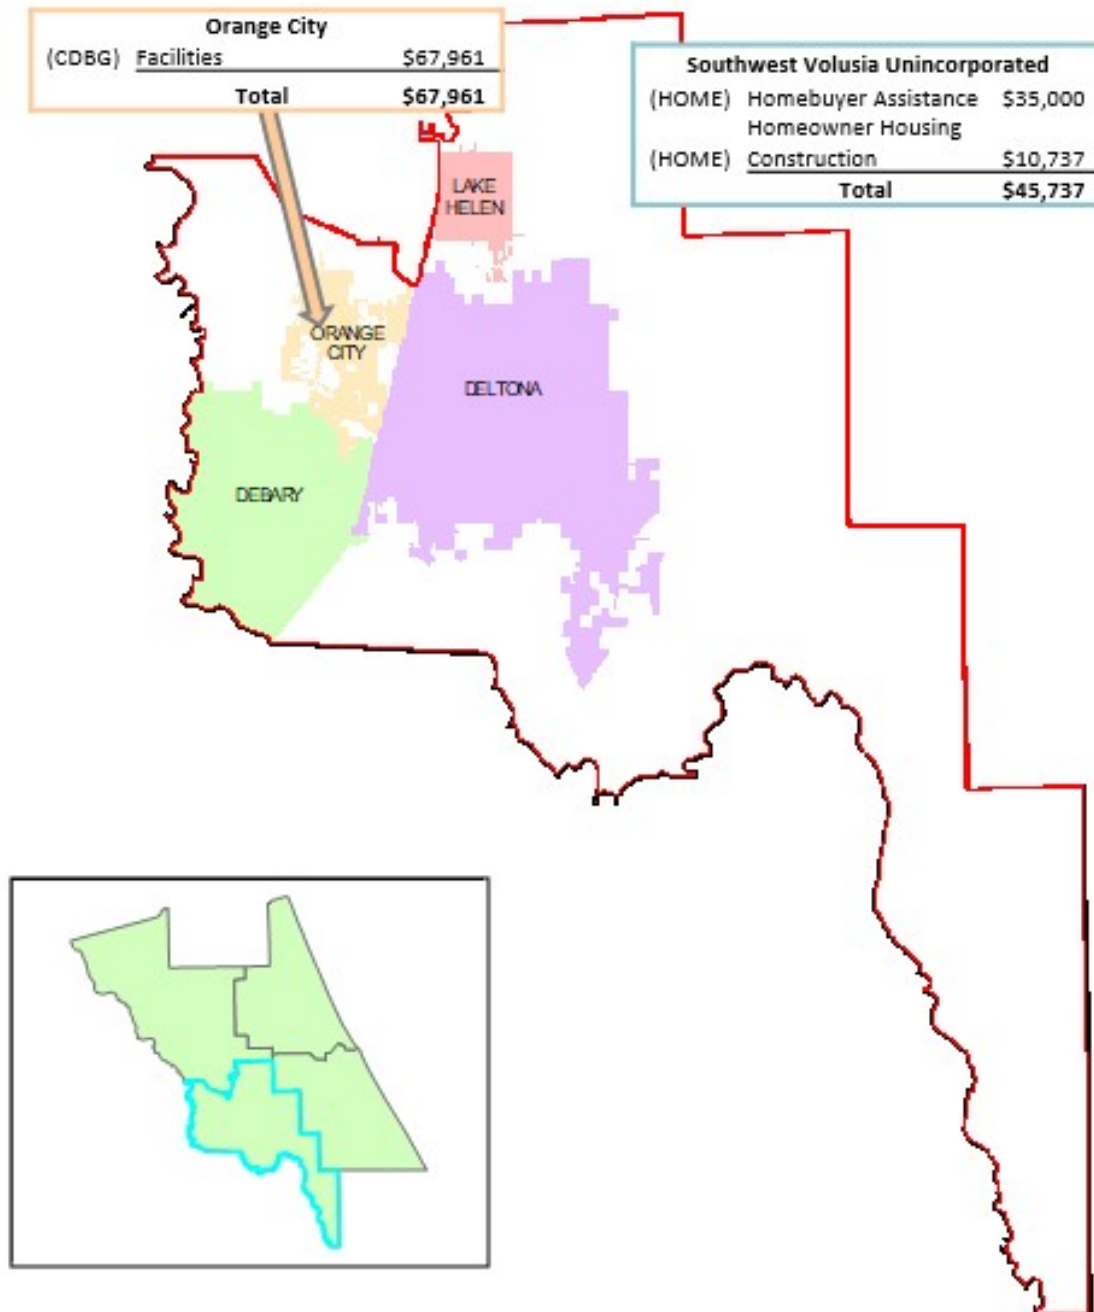 Orange City
(CDBG) Facilities $67,961
Total $67,961
Southwest Volusia Unincorporated
(HOME) Homebuyer Assistance $35,000
Homeowner Housing
(HOME) Construction $10,737
Total $45,737
LAKE
HELEN
ORANGE
CITY
DELTONA
DEBARY